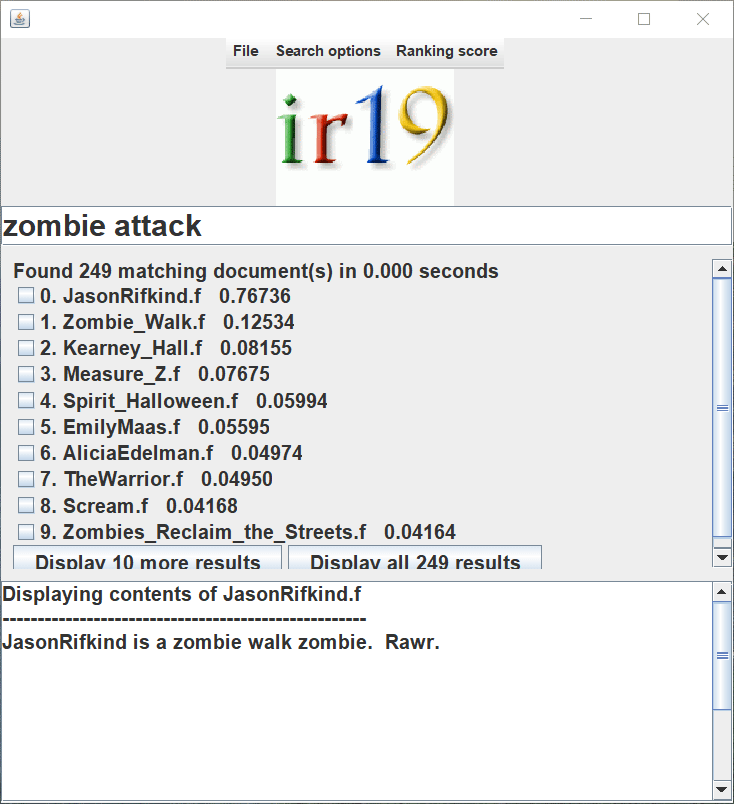 File Search options Ranking score
ir19
zombie attack
Found 249 matching document(s) in 0.000 seconds
0. JasonRifkind.f 0.76736
1. Zombie_Walk.f 0.12534
2. Kearney_Hall.f 0.08155
3. Measure_Z.f 0.07675
4. Spirit_Halloween.f 0.05994
5. EmilyMaas.f 0.05595
6. AliciaEdelman.f 0.04974
7. TheWarrior.f 0.04950
8. Scream.f 0.04168
9. Zombies_Reclaim_the_Streets.f 0.04164
Display 10 more results Display all 249 results
Displaying contents of JasonRifkind.f
----------------------------------------------------
JasonRifkind is a zombie walk zombie. Rawr.